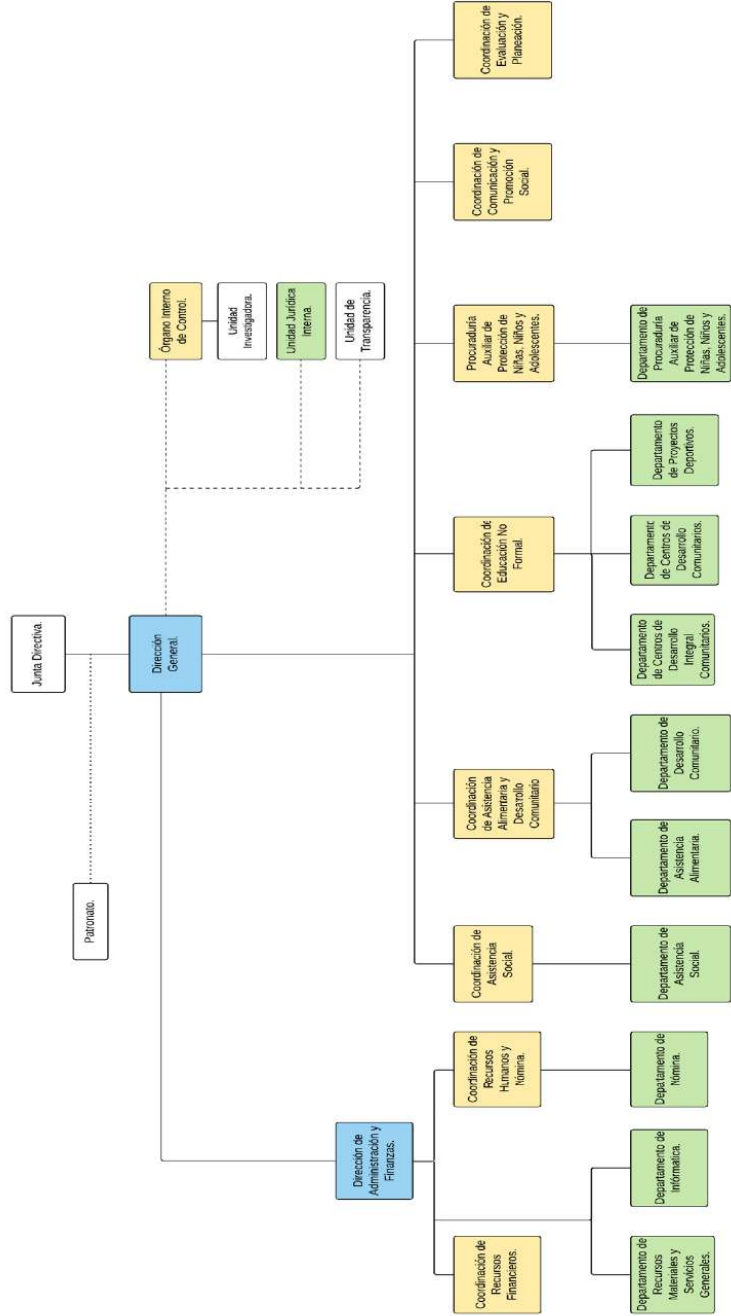 Junta Directiva.
Patronato.
Dirección
General.
Órgano Interno
de Control.
Unidad
Investigadora.
Unidad Jurídica
Interna.
Unidad de
Transparencia.
Dirección de
Administración y
Finanzas.
Coordinación de
Recursos
Financieros.
Coordinación de
Recursos
Humanos y
Nómina.
Coordinación de
Asistencia
Social.
Coordinación
de Asistencia
Alimentaria y
Desarrollo
Comunitario
Coordinación de
Educación No
Formal.
Procuraduría
Auxiliar de
Protección de
Niñas, Niños y
Adolescentes.
Coordinación de
Comunicación y
Promoción
Social.
Coordinación de
Evaluación y
Planeación.
Departamento de
Recursos
Materiales y
Servicios
Generales.
Departamento de
Informática.
Depatamento de
Nómina.
Departamento de
Asistencia
Social.
Departamento de
Asistencia
Alimentaria.
Departamento de
Desarrollo
Comunitario.
Departamento
de Centros de
Desarrollo
Integral
Comunitarios.
Departamento
de Centros de
Desarrollo
Comunitarios.
Departamento
de Proyectos
Deportivos.
Departamento de
Procuraduría
Auxiliar de
Protección de
Niñas, Niños y
Adolescentes.